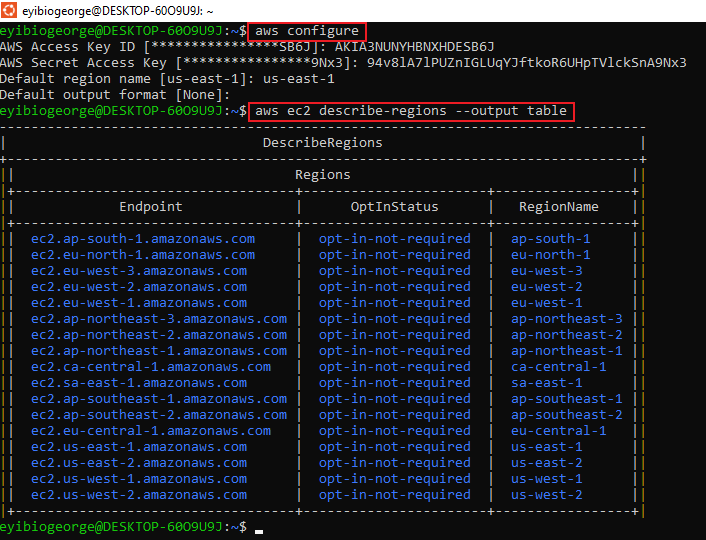 eyibiogeorge@DESKTOP-60O9U9J: ~
eyibiogeorge@DESKTOP-60O9U9J:~$ aws configure
AWS Access Key ID [****************SB6J]: AKIA3NUNYHBNXHDESB6J
AWS Secret Access Key [****************9Nx3]: 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
Default region name [us-east-1]: us-east-1
Default output format [None]:
eyibiogeorge@DESKTOP-60O9U9J:~$ aws ec2 describe-regions --output table
DescribeRegions
Regions
Endpoint | OptInStatus | RegionName
ec2.ap-south-1.amazonaws.com | opt-in-not-required | ap-south-1
ec2.eu-north-1.amazonaws.com | opt-in-not-required | eu-north-1
ec2.eu-west-3.amazonaws.com | opt-in-not-required | eu-west-3
ec2.eu-west-2.amazonaws.com | opt-in-not-required | eu-west-2
ec2.eu-west-1.amazonaws.com | opt-in-not-required | eu-west-1
ec2.ap-northeast-3.amazonaws.com | opt-in-not-required | ap-northeast-3
ec2.ap-northeast-2.amazonaws.com | opt-in-not-required | ap-northeast-2
ec2.ap-northeast-1.amazonaws.com | opt-in-not-required | ap-northeast-1
ec2.ca-central-1.amazonaws.com | opt-in-not-required | ca-central-1
ec2.sa-east-1.amazonaws.com | opt-in-not-required | sa-east-1
ec2.ap-southeast-1.amazonaws.com | opt-in-not-required | ap-southeast-1
ec2.ap-southeast-2.amazonaws.com | opt-in-not-required | ap-southeast-2
ec2.eu-central-1.amazonaws.com | opt-in-not-required | eu-central-1
ec2.us-east-1.amazonaws.com | opt-in-not-required | us-east-1
ec2.us-east-2.amazonaws.com | opt-in-not-required | us-east-2
ec2.us-west-1.amazonaws.com | opt-in-not-required | us-west-1
ec2.us-west-2.amazonaws.com | opt-in-not-required | us-west-2
eyibiogeorge@DESKTOP-60O9U9J:~$